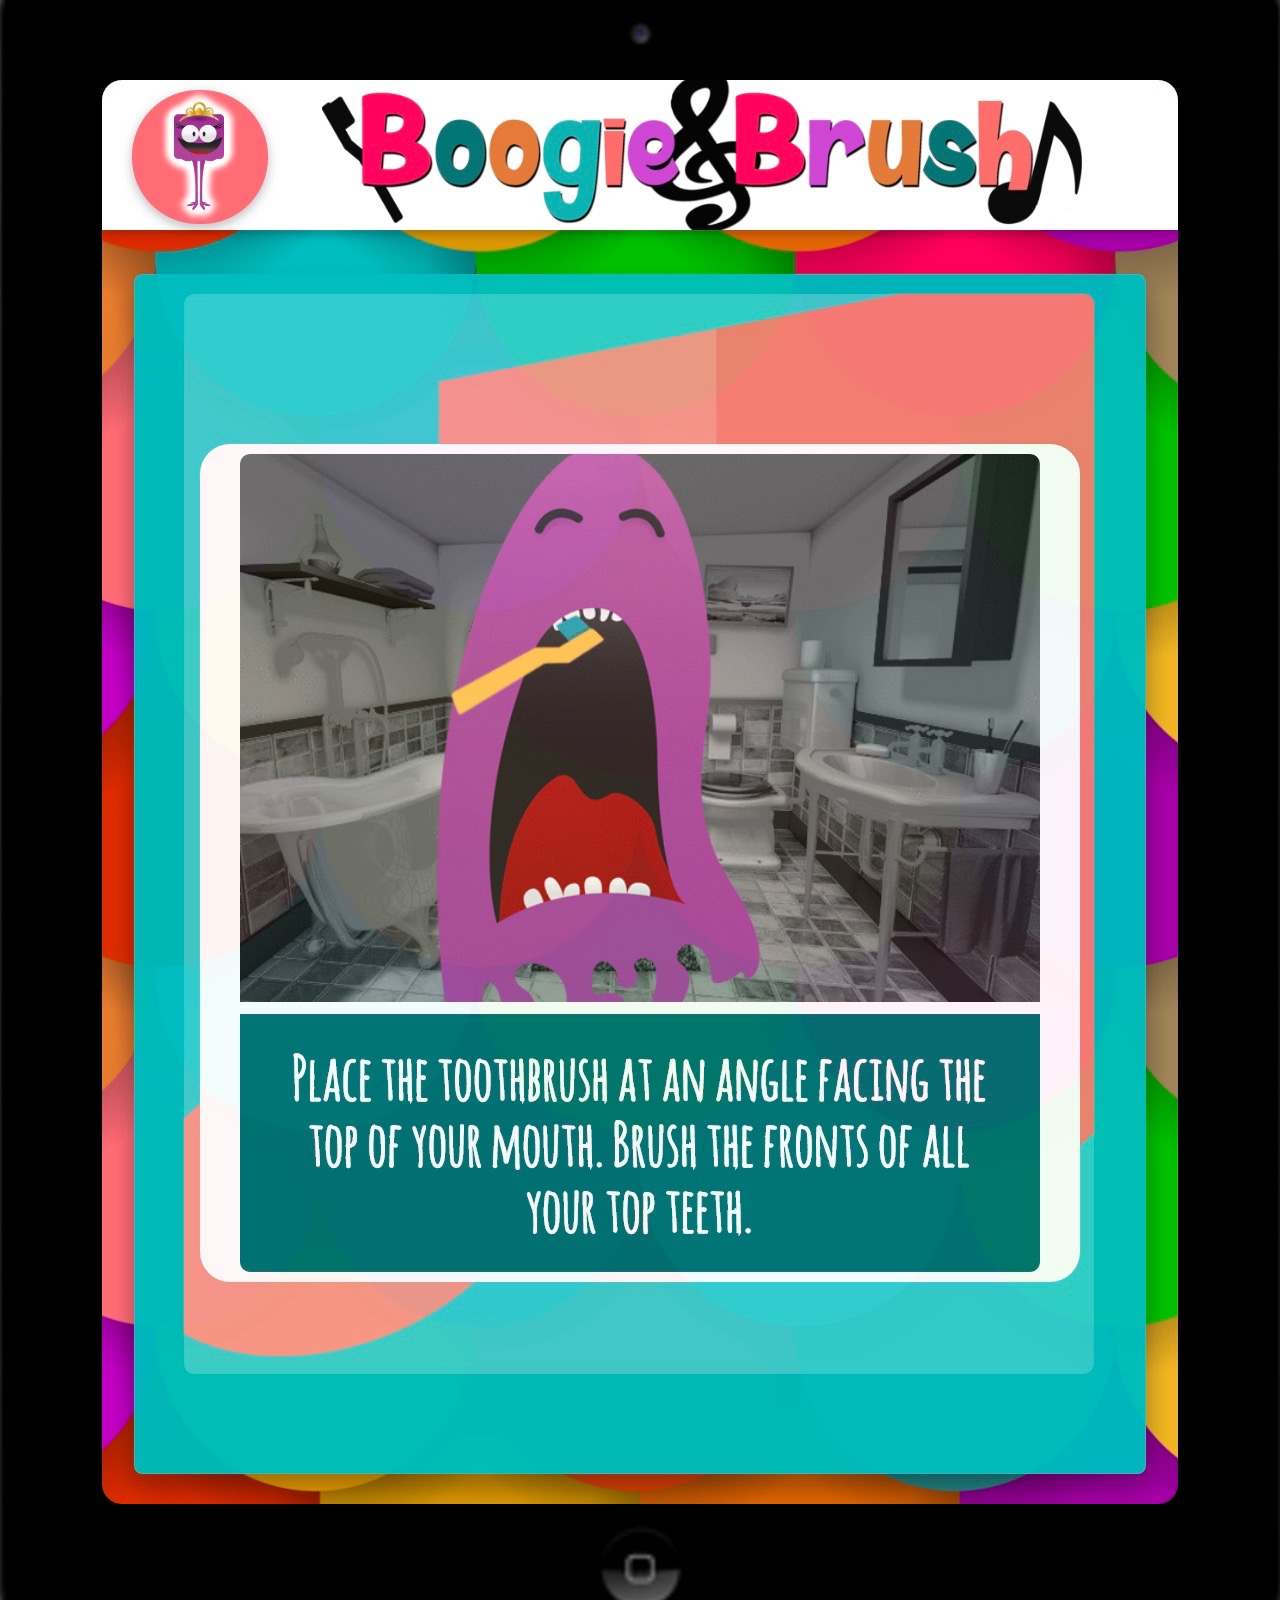 Boogie & Brush
Place the toothbrush at an angle facing the
top of your mouth. Brush the fronts of all
your top teeth.